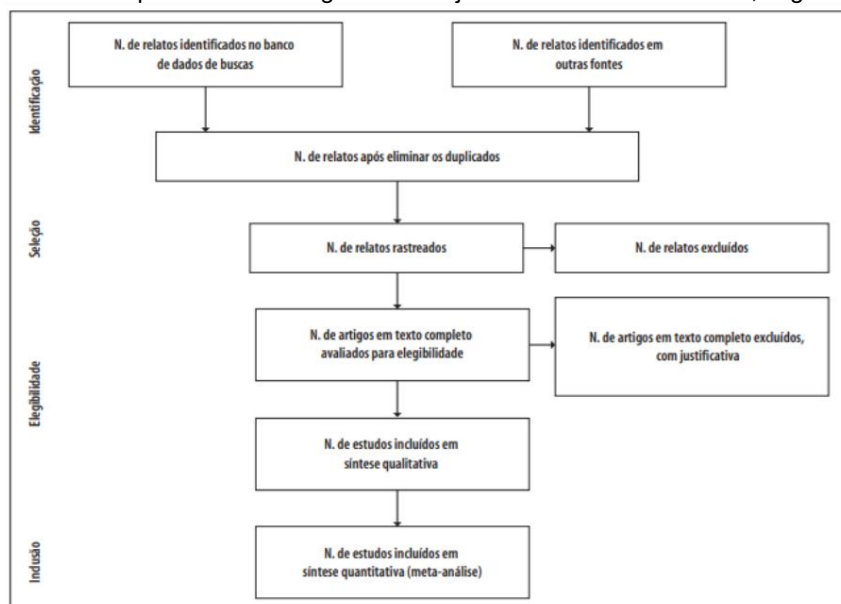 N. de relatos identificados no banco
de dados de buscas
N. de relatos identificados em
outras fontes
Identificação
N. de relatos após eliminar os duplicados
Seleção
N. de relatos rastreados
N. de relatos excluídos
Elegibilidade
N. de artigos em texto completo
avaliados para elegibilidade
N. de artigos em texto completo excluídos,
com justificativa
N. de estudos incluídos em
síntese qualitativa
Inclusão
N. de estudos incluídos em
síntese quantitativa (meta-análise)